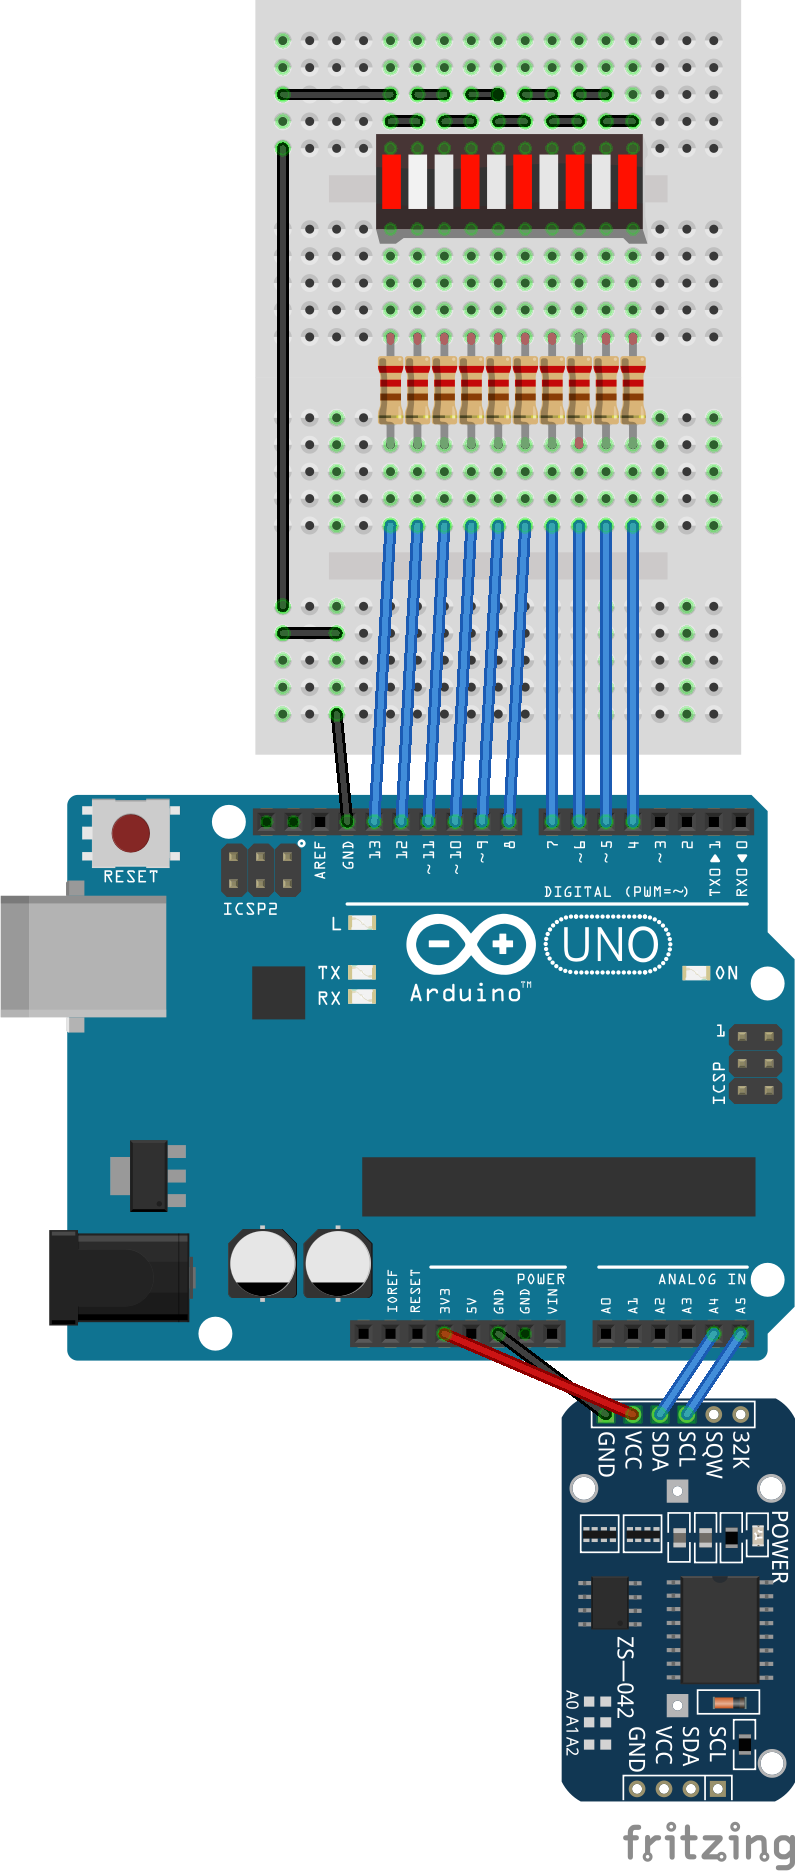 RESET
ICSP2
AREF
GND
13
12
~11
~10
~9
8
7
~6
~5
4
~3
2
TX0▶1
RX0◀0
DIGITAL (PWM=~)
L
TX
RX
UNO
Arduino™
ON
1
ICSP
IOREF
RESET
3V3
5V
GND
GND
VIN
POWER
A0
A1
A2
A3
A4
A5
ANALOG IN
GND
VCC
SDA
SCL
SQW
32K
POWER
ZS—042
A0 A1 A2
GND
VCC
SDA
SCL
fritzing